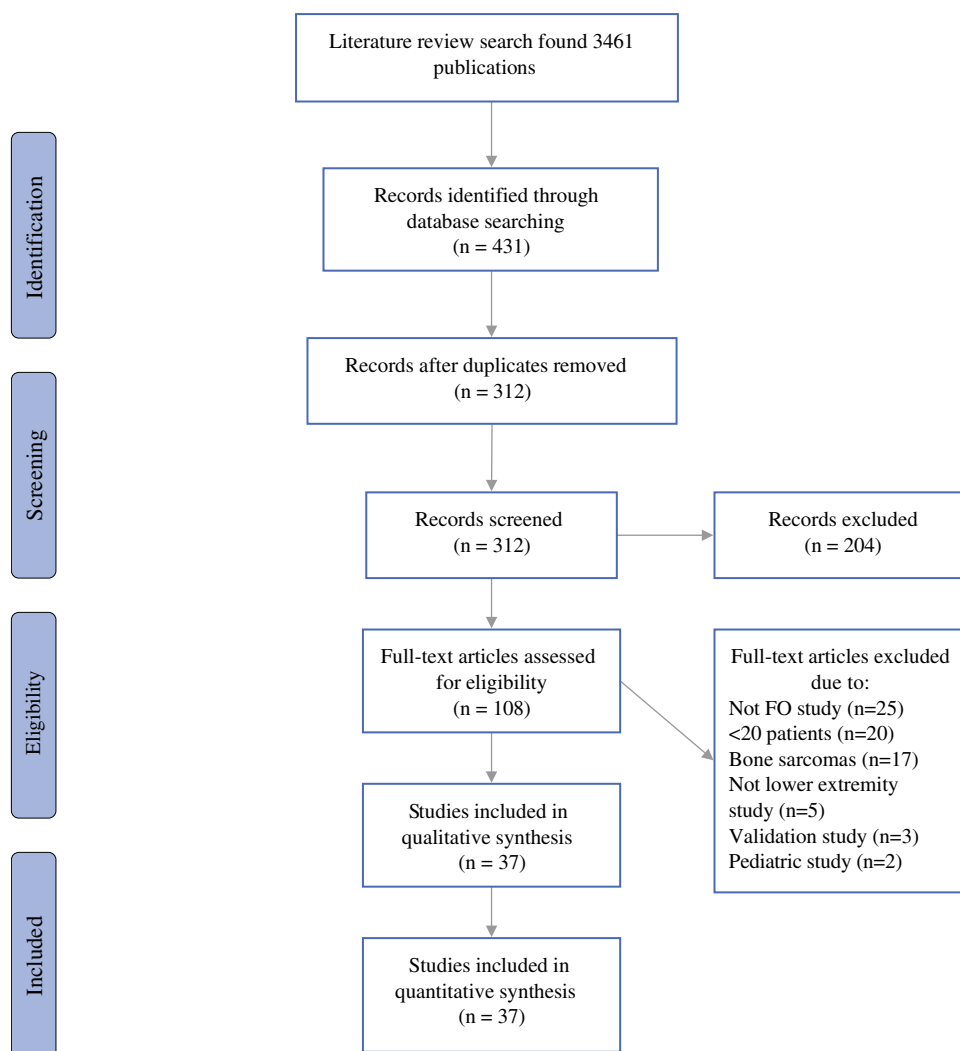 Literature review search found 3461
publications
Identification
Records identified through
database searching
(n = 431)
Records after duplicates removed
(n = 312)
Screening
Records screened
(n = 312)
Records excluded
(n = 204)
Eligibility
Full-text articles assessed
for eligibility
(n = 108)
Full-text articles excluded
due to:
Not FO study (n=25)
<20 patients (n=20)
Bone sarcomas (n=17)
Not lower extremity
study (n=5)
Validation study (n=3)
Pediatric study (n=2)
Studies included in
qualitative synthesis
(n = 37)
Included
Studies included in
quantitative synthesis
(n = 37)